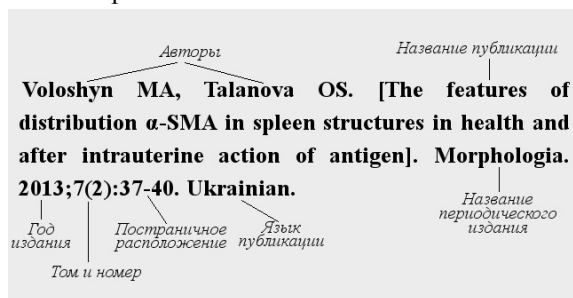 Авторы
Название публикации
Voloshyn MA, Talanova OS. [The features of
distribution α-SMA in spleen structures in health and
after intrauterine action of antigen]. Morphologia.
2013;7(2):37-40. Ukrainian.
Год
издания
Том и номер
Постраничное
расположение
Язык
публикации
Название
периодического
издания